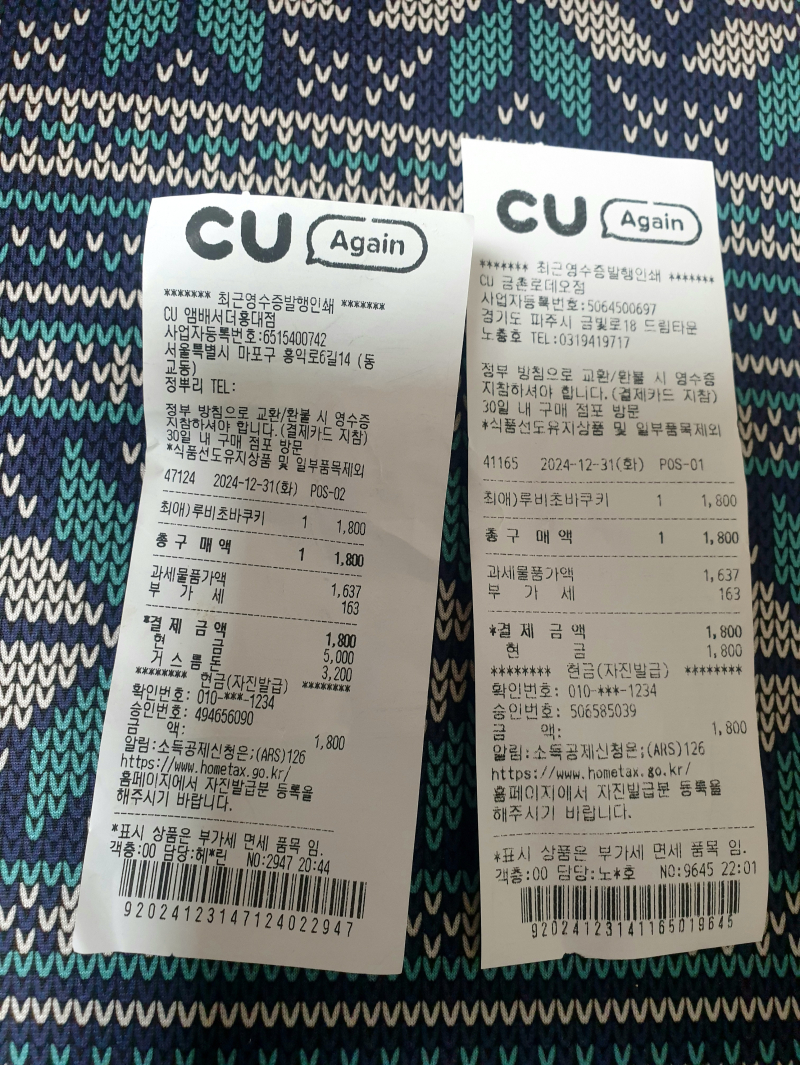 CU Again
******* 최근영수증발행인쇄 *******
CU 앰배서더홍대점
사업자등록번호:6515400742
서울특별시 마포구 홍익로6길14 (동
교동)
정뿌리 TEL:
정부 방침으로 교환/환불 시 영수증
지참하셔야 합니다.(결제카드 지참)
30일 내 구매 점포 방문
*식품선도유지상품 및 일부품목제외
47124 2024-12-31(화) POS-02
최애)루비초바쿠키 1 1,800
총 구 매 액 1 1,800
과세물품가액 1,637
부 가 세 163
*결 제 금 액 1,800
현 금 5,000
거 스 름 돈 3,200
******** 현금(자진발급) ********
확인번호: 010-***-1234
승인번호: 494656090
금 액: 1,800
알림:소득공제신청은;(ARS)126
https://www.hometax.go.kr/
홈페이지에서 자진발급분 등록을
해주시기 바랍니다.
*표시 상품은 부가세 면세 품목 임.
객층:00 담당:헤*린 NO:2947 20:44
92024123147124022947
CU Again
******* 최근영수증발행인쇄 *******
CU 금촌로데오점
사업자등록번호:5064500697
경기도 파주시 금빛로18 드림타운
노충호 TEL:0319419717
정부 방침으로 교환/환불 시 영수증
지참하셔야 합니다.(결제카드 지참)
30일 내 구매 점포 방문
*식품선도유지상품 및 일부품목제외
41165 2024-12-31(화) POS-01
최애)루비초바쿠키 1 1,800
총 구 매 액 1 1,800
과세물품가액 1,637
부 가 세 163
*결 제 금 액 1,800
현 금 1,800
******** 현금(자진발급) ********
확인번호: 010-***-1234
승인번호: 506585039
금 액: 1,800
알림:소득공제신청은;(ARS)126
https://www.hometax.go.kr/
홈페이지에서 자진발급분 등록을
해주시기 바랍니다.
*표시 상품은 부가세 면세 품목 임.
객층:00 담당:노*호 NO:9645 22:01
92024123141165019645